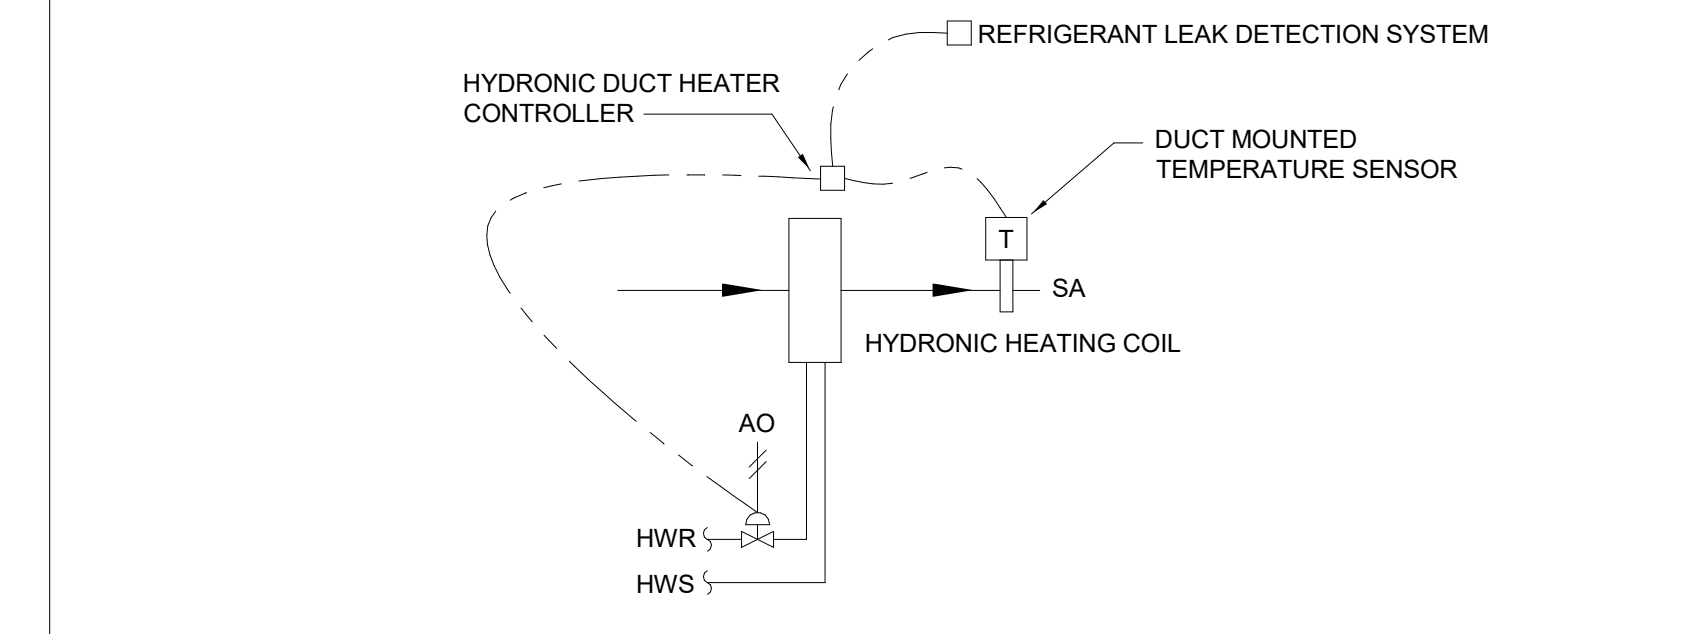 REFRIGERANT LEAK DETECTION SYSTEM
HYDRONIC DUCT HEATER
CONTROLLER
DUCT MOUNTED
TEMPERATURE SENSOR
T
SA
HYDRONIC HEATING COIL
AO
HWR
HWS